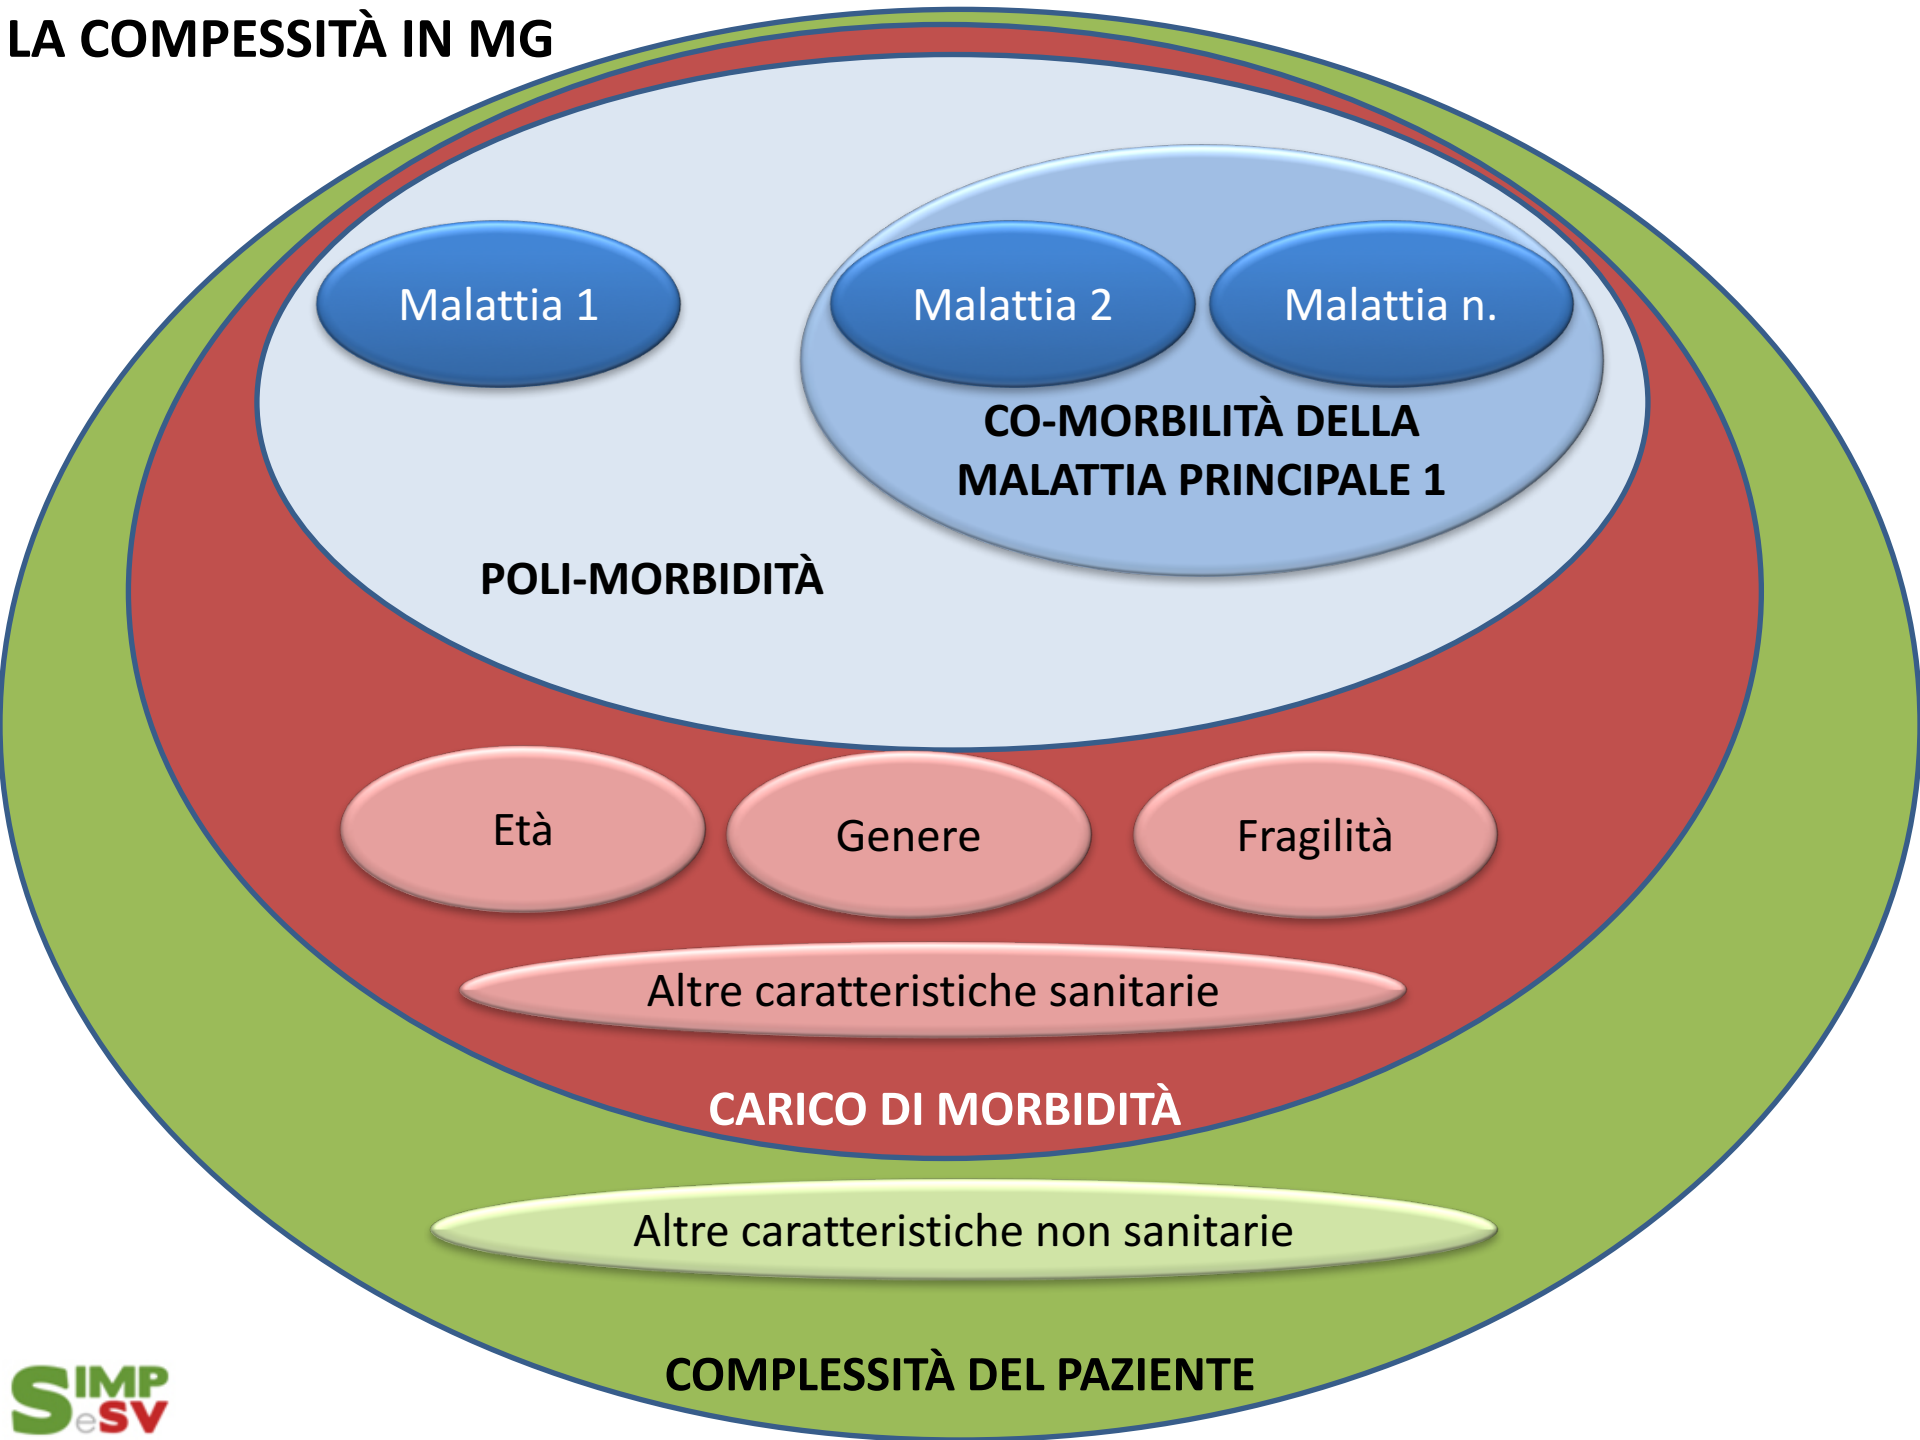 LA COMPESSITÀ IN MG
Malattia 1
Malattia 2
Malattia n.
CO-MORBILITÀ DELLA
MALATTIA PRINCIPALE 1
POLI-MORBIDITÀ
Età
Genere
Fragilità
Altre caratteristiche sanitarie
CARICO DI MORBIDITÀ
Altre caratteristiche non sanitarie
COMPLESSITÀ DEL PAZIENTE
SIMP
eSV